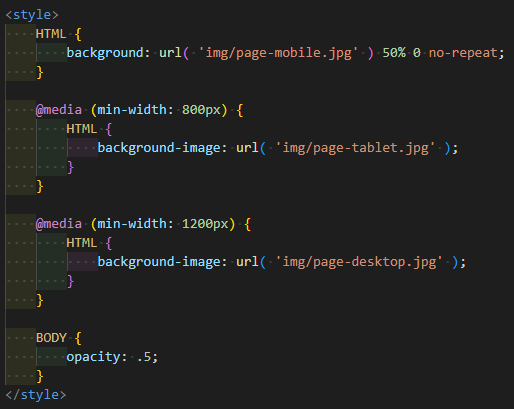 <style>
    HTML {
        background: url( 'img/page-mobile.jpg' ) 50% 0 no-repeat;
    }

    @media (min-width: 800px) {
        HTML {
            background-image: url( 'img/page-tablet.jpg' );
        }
    }

    @media (min-width: 1200px) {
        HTML {
            background-image: url( 'img/page-desktop.jpg' );
        }
    }

    BODY {
        opacity: .5;
    }
</style>